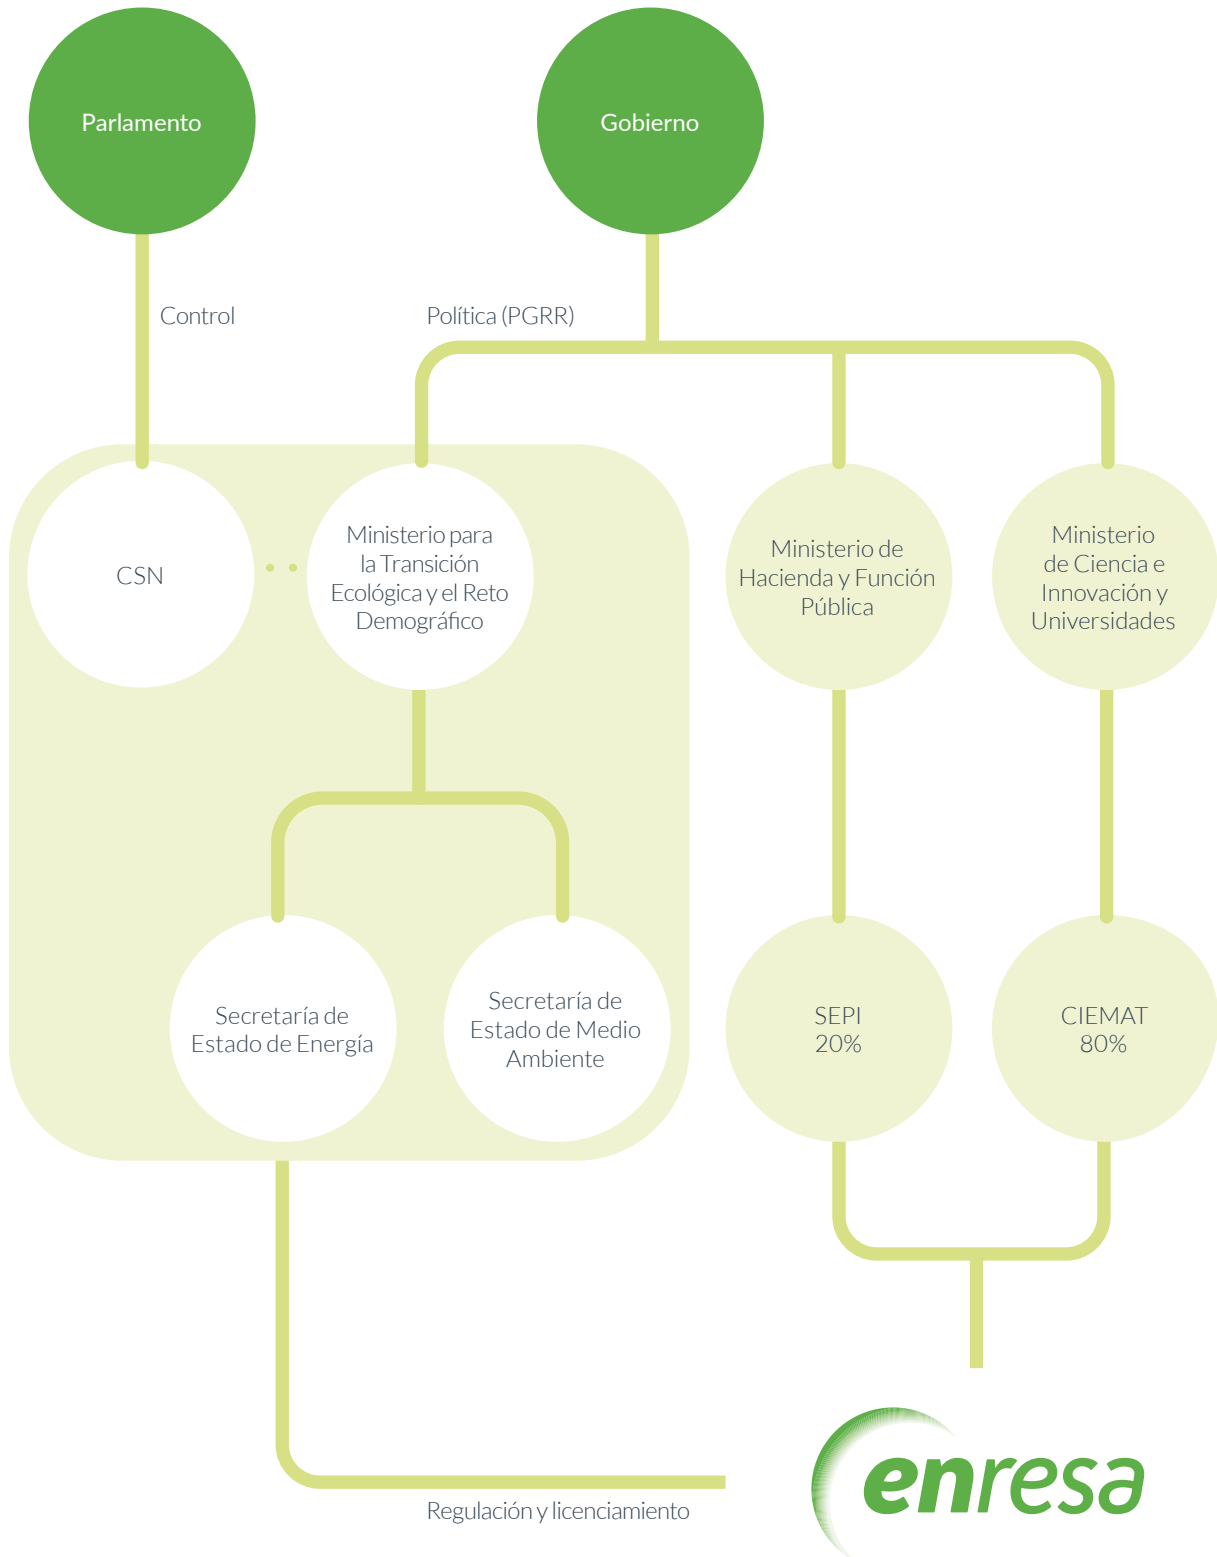 Parlamento
Gobierno
Control
Política (PGRR)
CSN
Ministerio para
la Transición
Ecológica y el Reto
Demográfico
Ministerio de
Hacienda y Función
Pública
Ministerio
de Ciencia e
Innovación y
Universidades
Secretaría de
Estado de Energía
Secretaría de
Estado de Medio
Ambiente
SEPI
20%
CIEMAT
80%
enresa
Regulación y licenciamiento